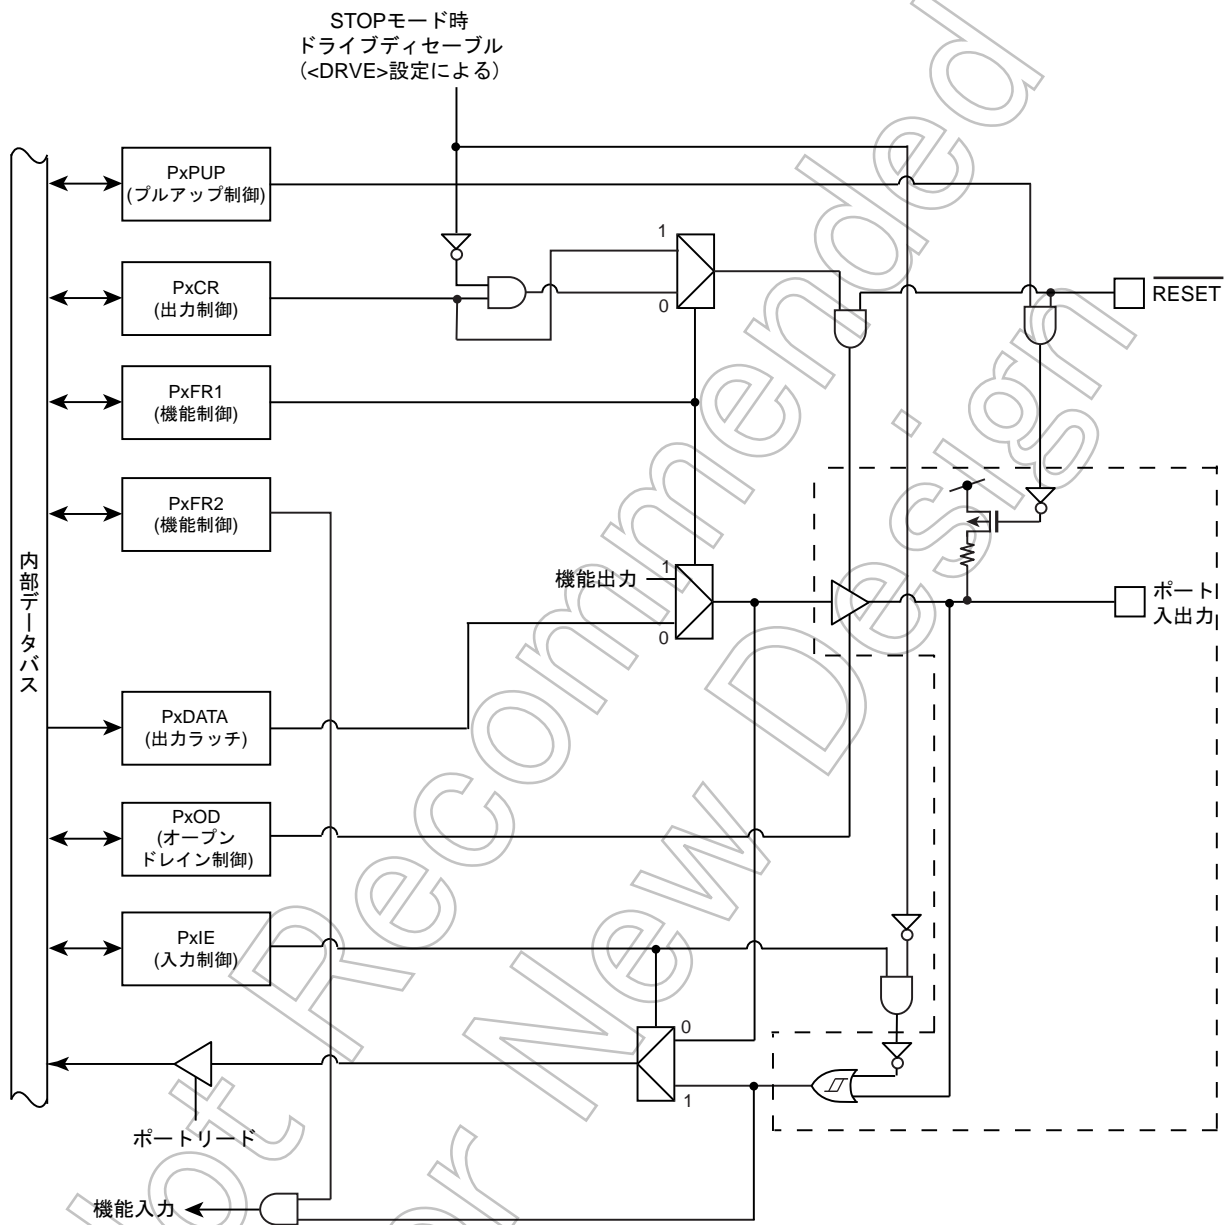 STOPモード時
ドライブディセーブル
(<DRVE>設定による)
PxPUP
(プルアップ制御)
1
PxCR
(出力制御)
0
RESET
PxFR1
(機能制御)
PxFR2
(機能制御)
内部データバス
機能出力
1
0
ポート
入出力
PxDATA
(出力ラッチ)
PxOD
(オープン
ドレイン制御)
PxIE
(入力制御)
0
1
ポートリード
機能入力
Not Recommended
for New Design